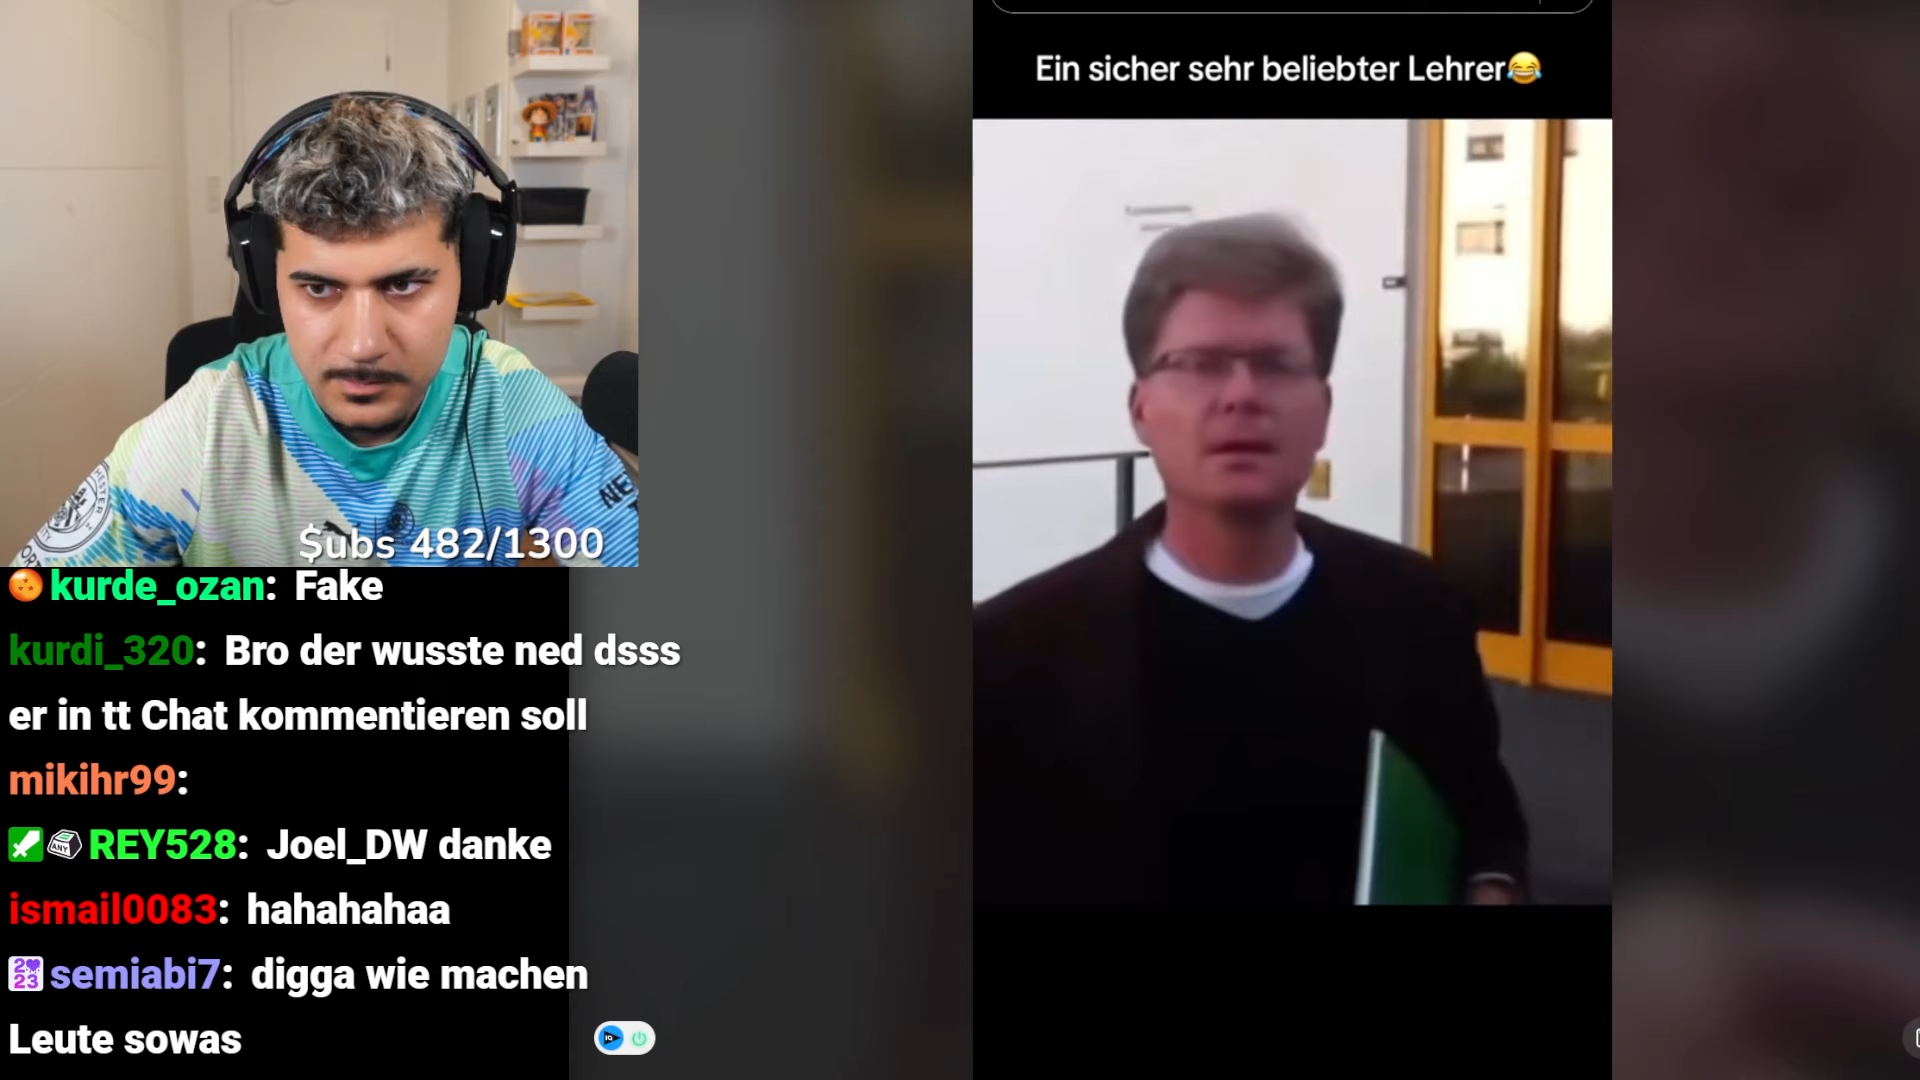 Ein sicher sehr beliebter Lehrer😂
$ubs 482/1300
kurde_ozan: Fake
kurdi_320: Bro der wusste ned dsss
er in tt Chat kommentieren soll
mikihr99:
REY528: Joel_DW danke
ismail0083: hahahahaa
semiabi7: digga wie machen
Leute sowas